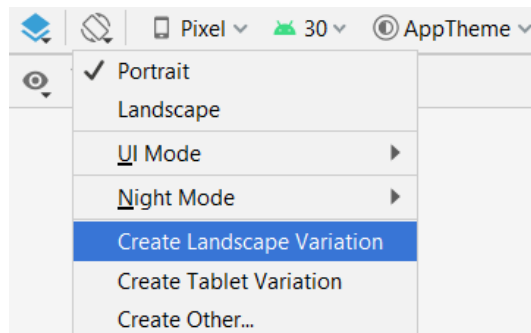 Pixel 30 AppTheme
Portrait
Landscape
UI Mode
Night Mode
Create Landscape Variation
Create Tablet Variation
Create Other...